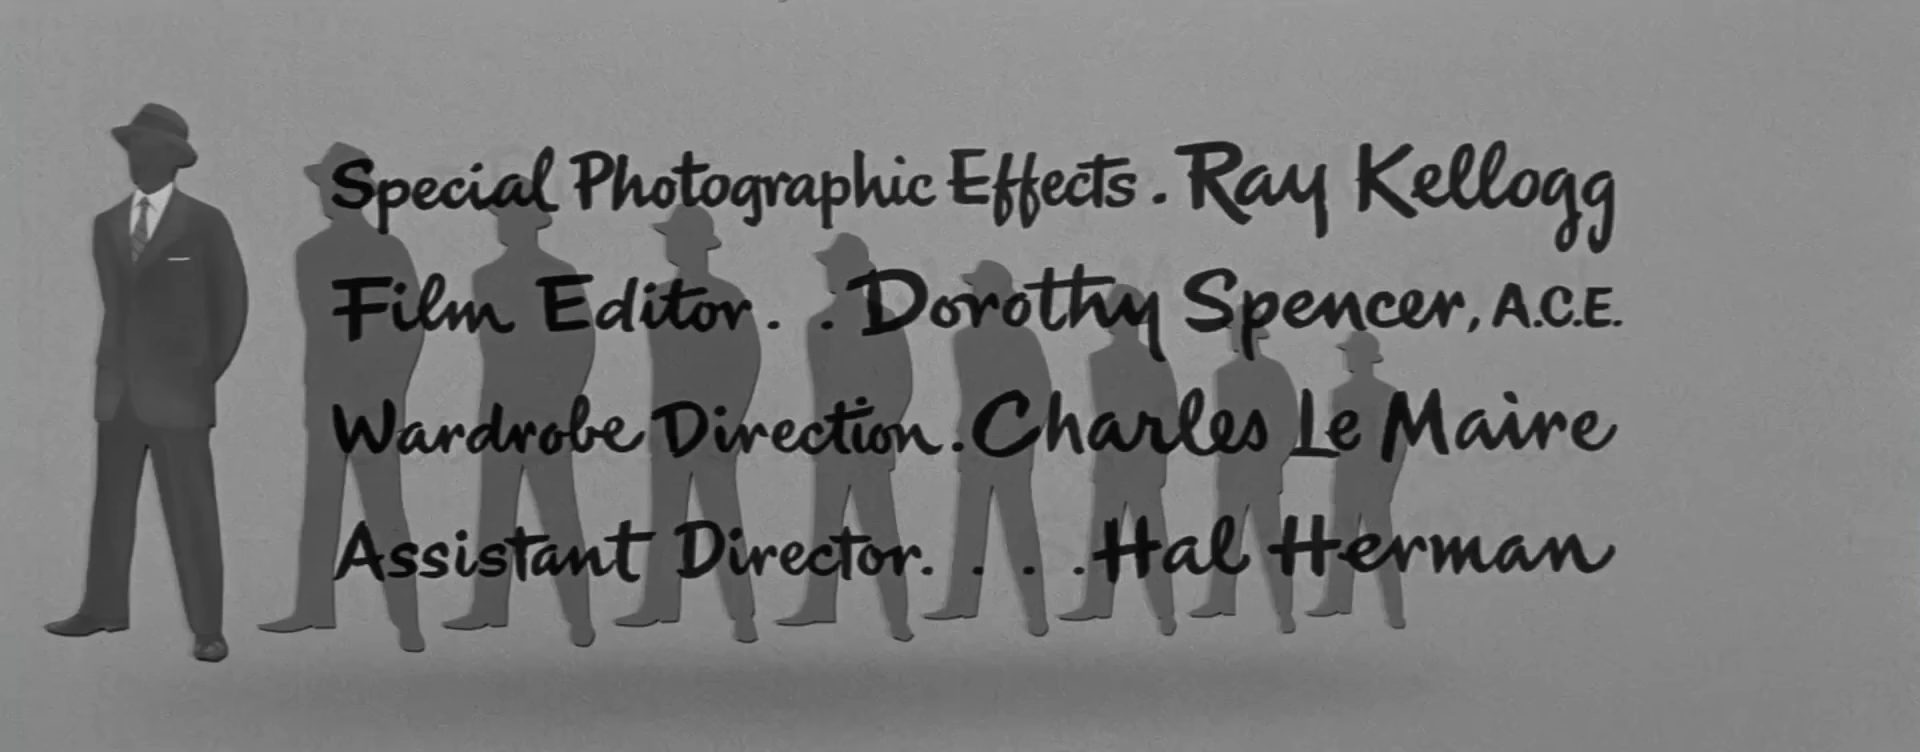 Special Photographic Effects . Ray Kellogg
Film Editor . . Dorothy Spencer, A.C.E.
Wardrobe Direction . Charles Le Maire
Assistant Director . . . . Hal Herman